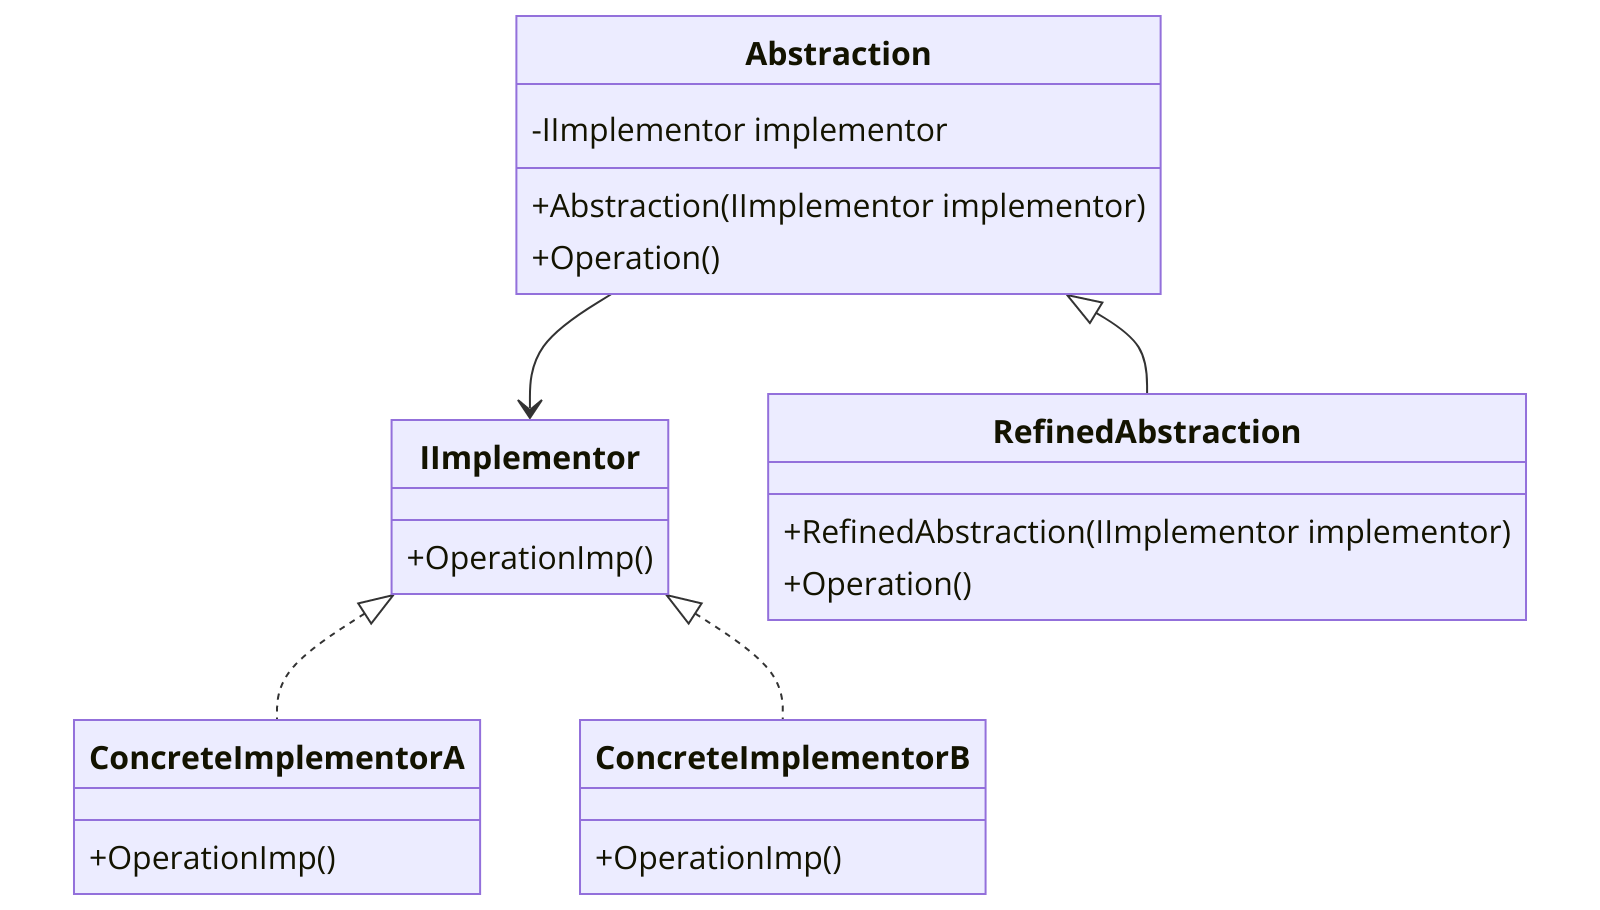 Abstraction
-IImplementor implementor
+Abstraction(IImplementor implementor)
+Operation()
IImplementor
+OperationImp()
RefinedAbstraction
+RefinedAbstraction(IImplementor implementor)
+Operation()
ConcreteImplementorA
+OperationImp()
ConcreteImplementorB
+OperationImp()